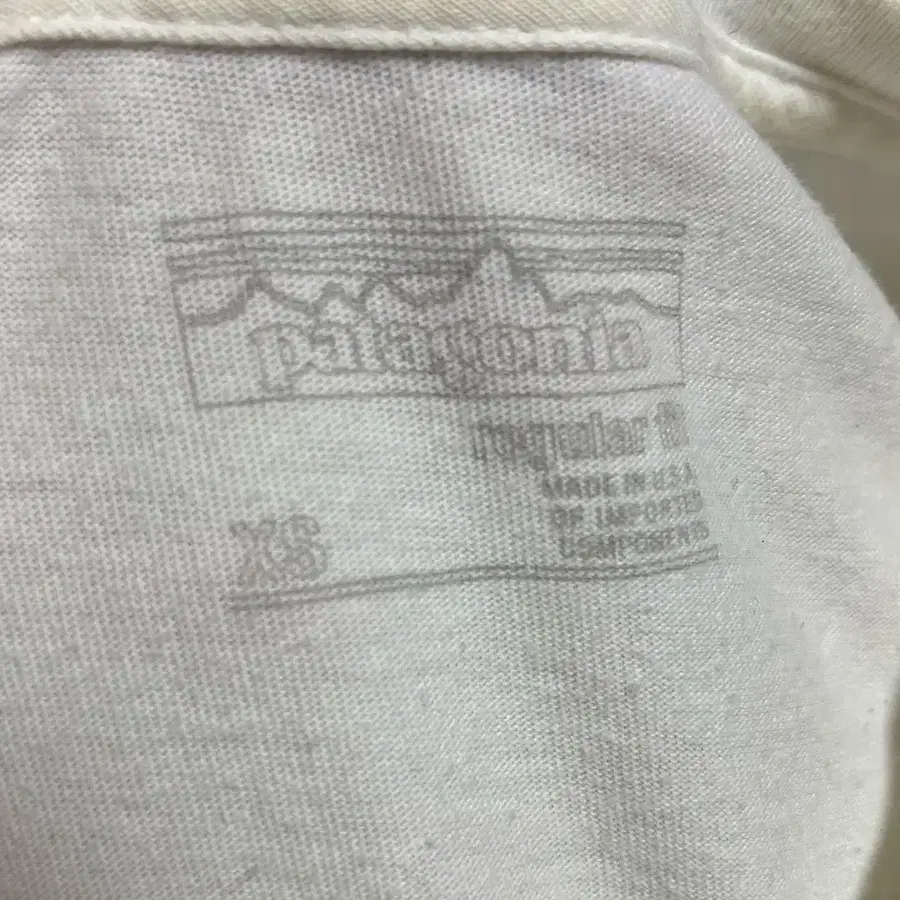 patagonia
regular fit
MADE IN U.S.A
OF IMPORTED
COMPONENTS
XS